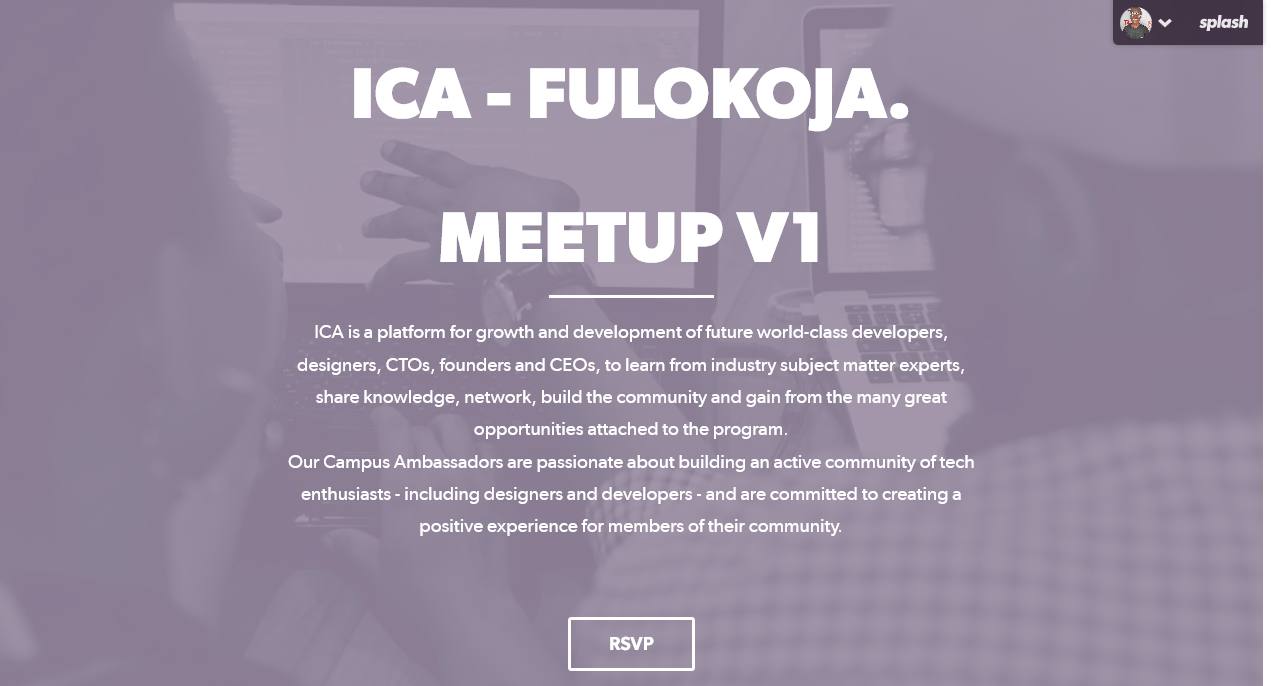 splash
ICA - FULOKOJA.
MEETUP V1
ICA is a platform for growth and development of future world-class developers,
designers, CTOs, founders and CEOs, to learn from industry subject matter experts,
share knowledge, network, build the community and gain from the many great
opportunities attached to the program.
Our Campus Ambassadors are passionate about building an active community of tech
enthusiasts - including designers and developers - and are committed to creating a
positive experience for members of their community.
RSVP